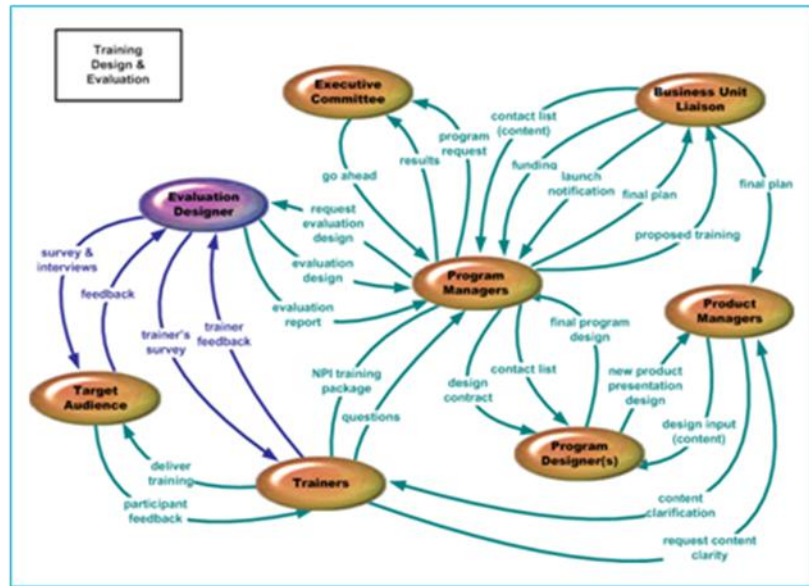 Training
Design &
Evaluation
Executive
Committee
Business Unit
Liaison
contact list
(content)
program
request
results
funding
launch
notification
final plan
final plan
go ahead
Evaluation
Designer
request
evaluation
design
proposed training
survey &
interviews
evaluation
design
Program
Managers
feedback
evaluation
report
Product
Managers
trainer's
survey
trainer
feedback
final program
design
NPI training
package
contact list
new product
presentation
design
Target
Audience
design
contract
questions
design input
(content)
Program
Designer(s)
deliver
training
Trainers
participant
feedback
content
clarification
request content
clarity